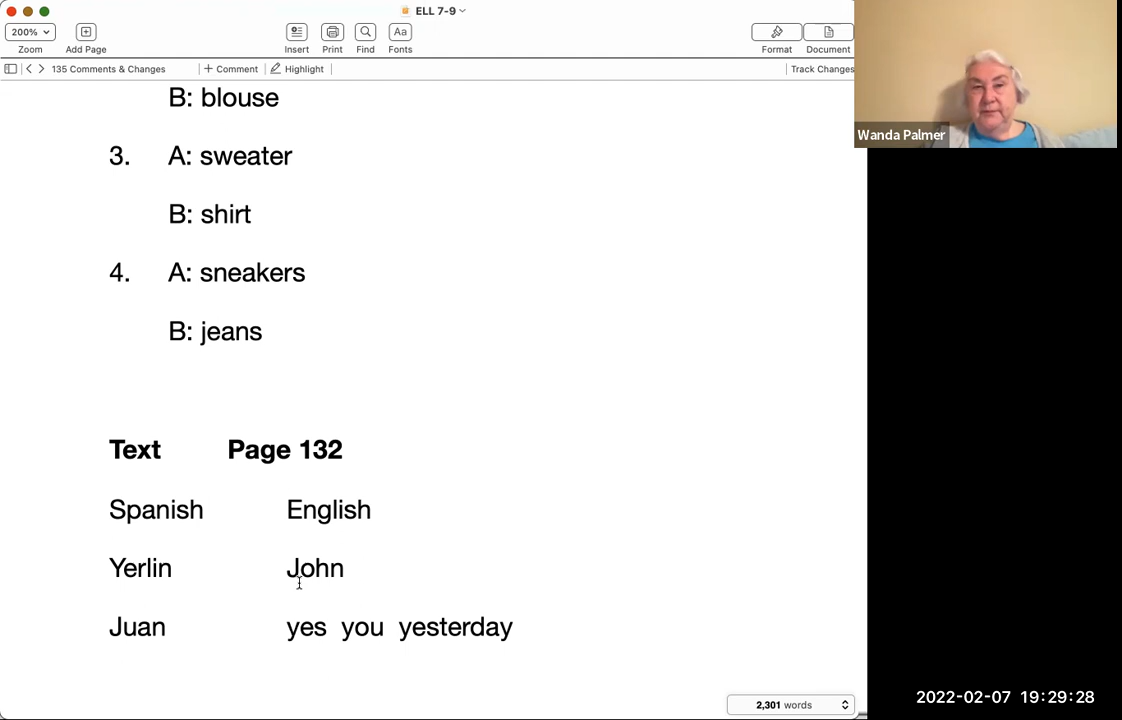 ELL 7-9
200%
Zoom
Add Page
Insert
Print
Find
Aa
Fonts
Format
Document
135 Comments & Changes
+ Comment
Highlight
Track Changes
Wanda Palmer
B: blouse
3. A: sweater
B: shirt
4. A: sneakers
B: jeans
Text Page 132
Spanish English
Yerlin John
Juan yes you yesterday
2,301 words
2022-02-07 19:29:28